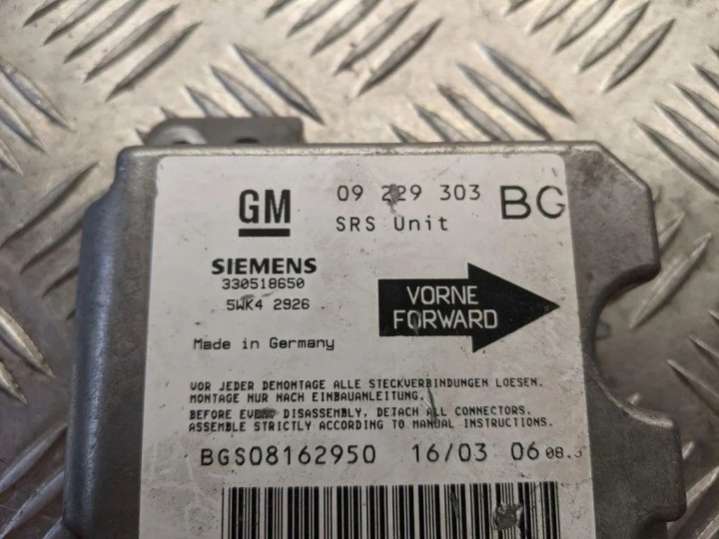 GM 09 229 303 BG
SRS Unit
SIEMENS
330518650
5WK4 2926
VORNE
FORWARD
Made in Germany
VOR JEDER DEMONTAGE ALLE STECKVERBINDUNGEN LOESEN.
MONTAGE NUR NACH EINBAUANLEITUNG.
BEFORE EVERY DISASSEMBLY, DETACH ALL CONNECTORS.
ASSEMBLE STRICTLY ACCORDING TO MANUAL INSTRUCTIONS.
BGS08162950 16/03 06 08.